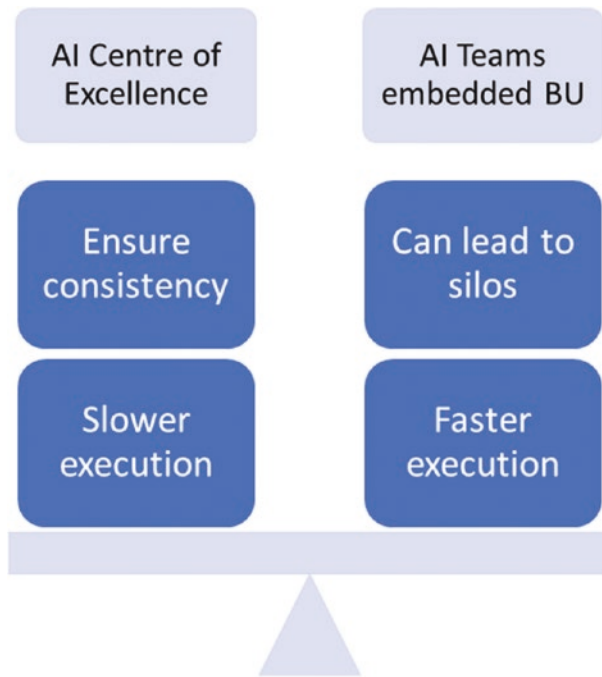 AI Centre of
Excellence
AI Teams
embedded BU
Ensure
consistency
Can lead to
silos
Slower
execution
Faster
execution